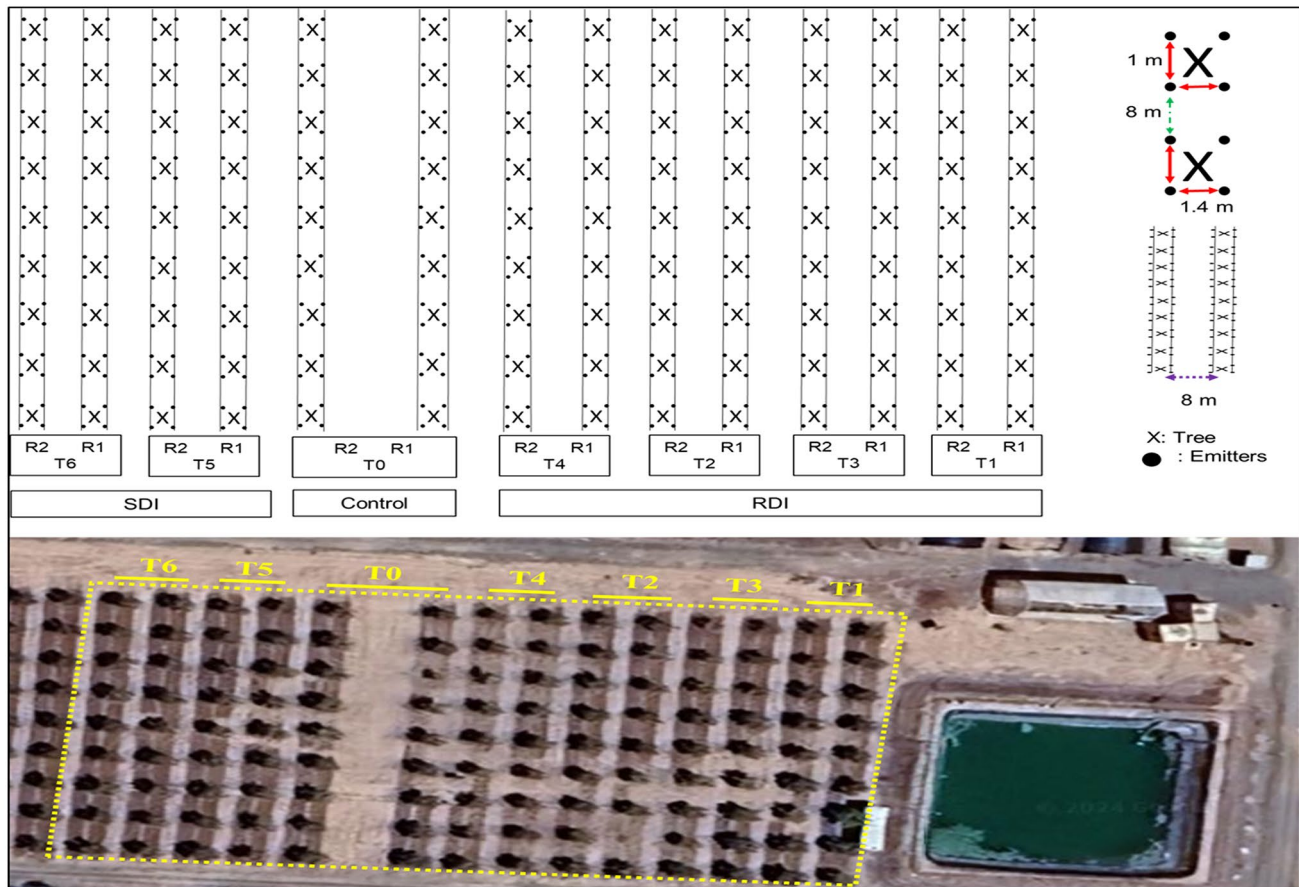 1 m
8 m
1.4 m
8 m
X: Tree
● : Emitters
R2 R1
T6
R2 R1
T5
R2 R1
T0
R2 R1
T4
R2 R1
T2
R2 R1
T3
R2 R1
T1
SDI
Control
RDI
T6 T5 T0 T4 T2 T3 T1
© 2024 Go